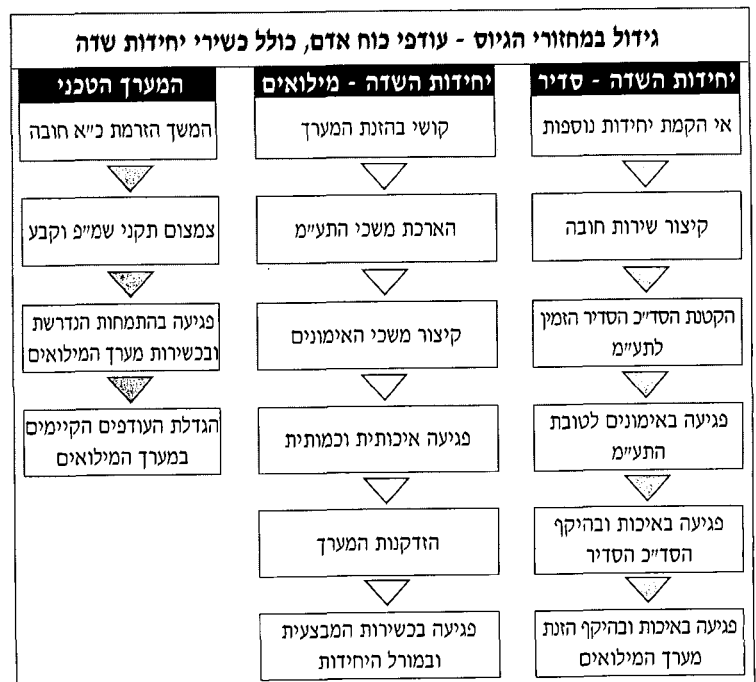 גידול במחזורי הגיוס - עודפי כוח אדם, כולל כשירי יחידות שדה
יחידות השדה - סדיר
אי הקמת יחידות נוספות
קיצור שירות חובה
הקטנת הסד״כ הסדיר הזמין
לתע״מ
פגיעה באימונים לטובת
התע״מ
פגיעה באיכות ובהיקף
הסד״כ הסדיר
פגיעה באיכות ובהיקף הזנת
מערך המילואים
יחידות השדה - מילואים
קושי בהזנת המערך
הארכת משכי התע״מ
קיצור משכי האימונים
פגיעה איכותית וכמותית
הזדקנות המערך
פגיעה בכשירות המבצעית
ובמורל היחידות
המערך הטכני
המשך הזרמת כ״א חובה
צמצום תקני שמ״פ וקבע
פגיעה בהתמחות הנדרשת
ובכשירות מערך המילואים
הגדלת העודפים הקיימים
במערך המילואים